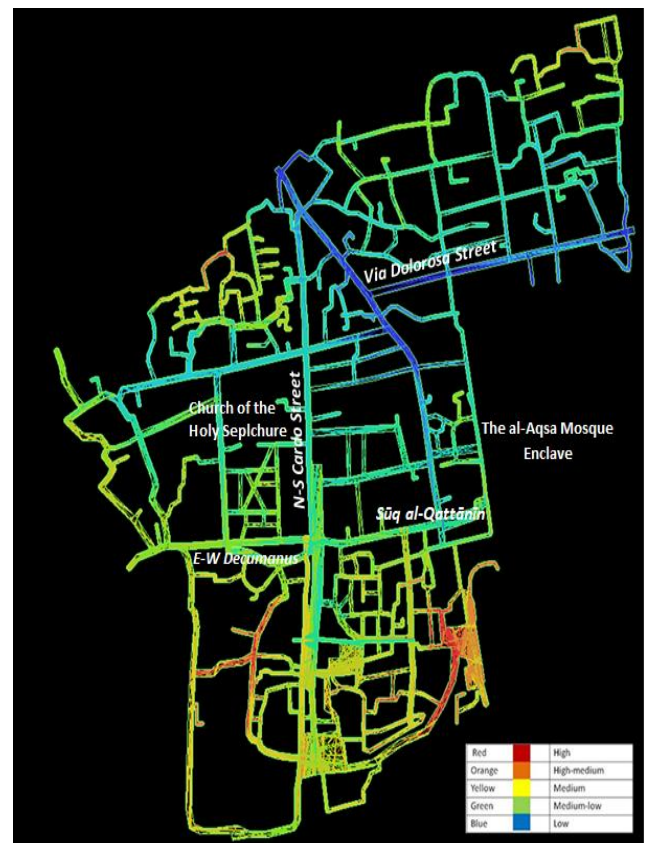 Via Dolorosa Street
Church of the
Holy Seplchure
N-S Cardo Street
The al-Aqsa Mosque
Enclave
Sūq al-Qattānīn
E-W Decumanus
Red High
Orange High-medium
Yellow Medium
Green Medium-low
Blue Low